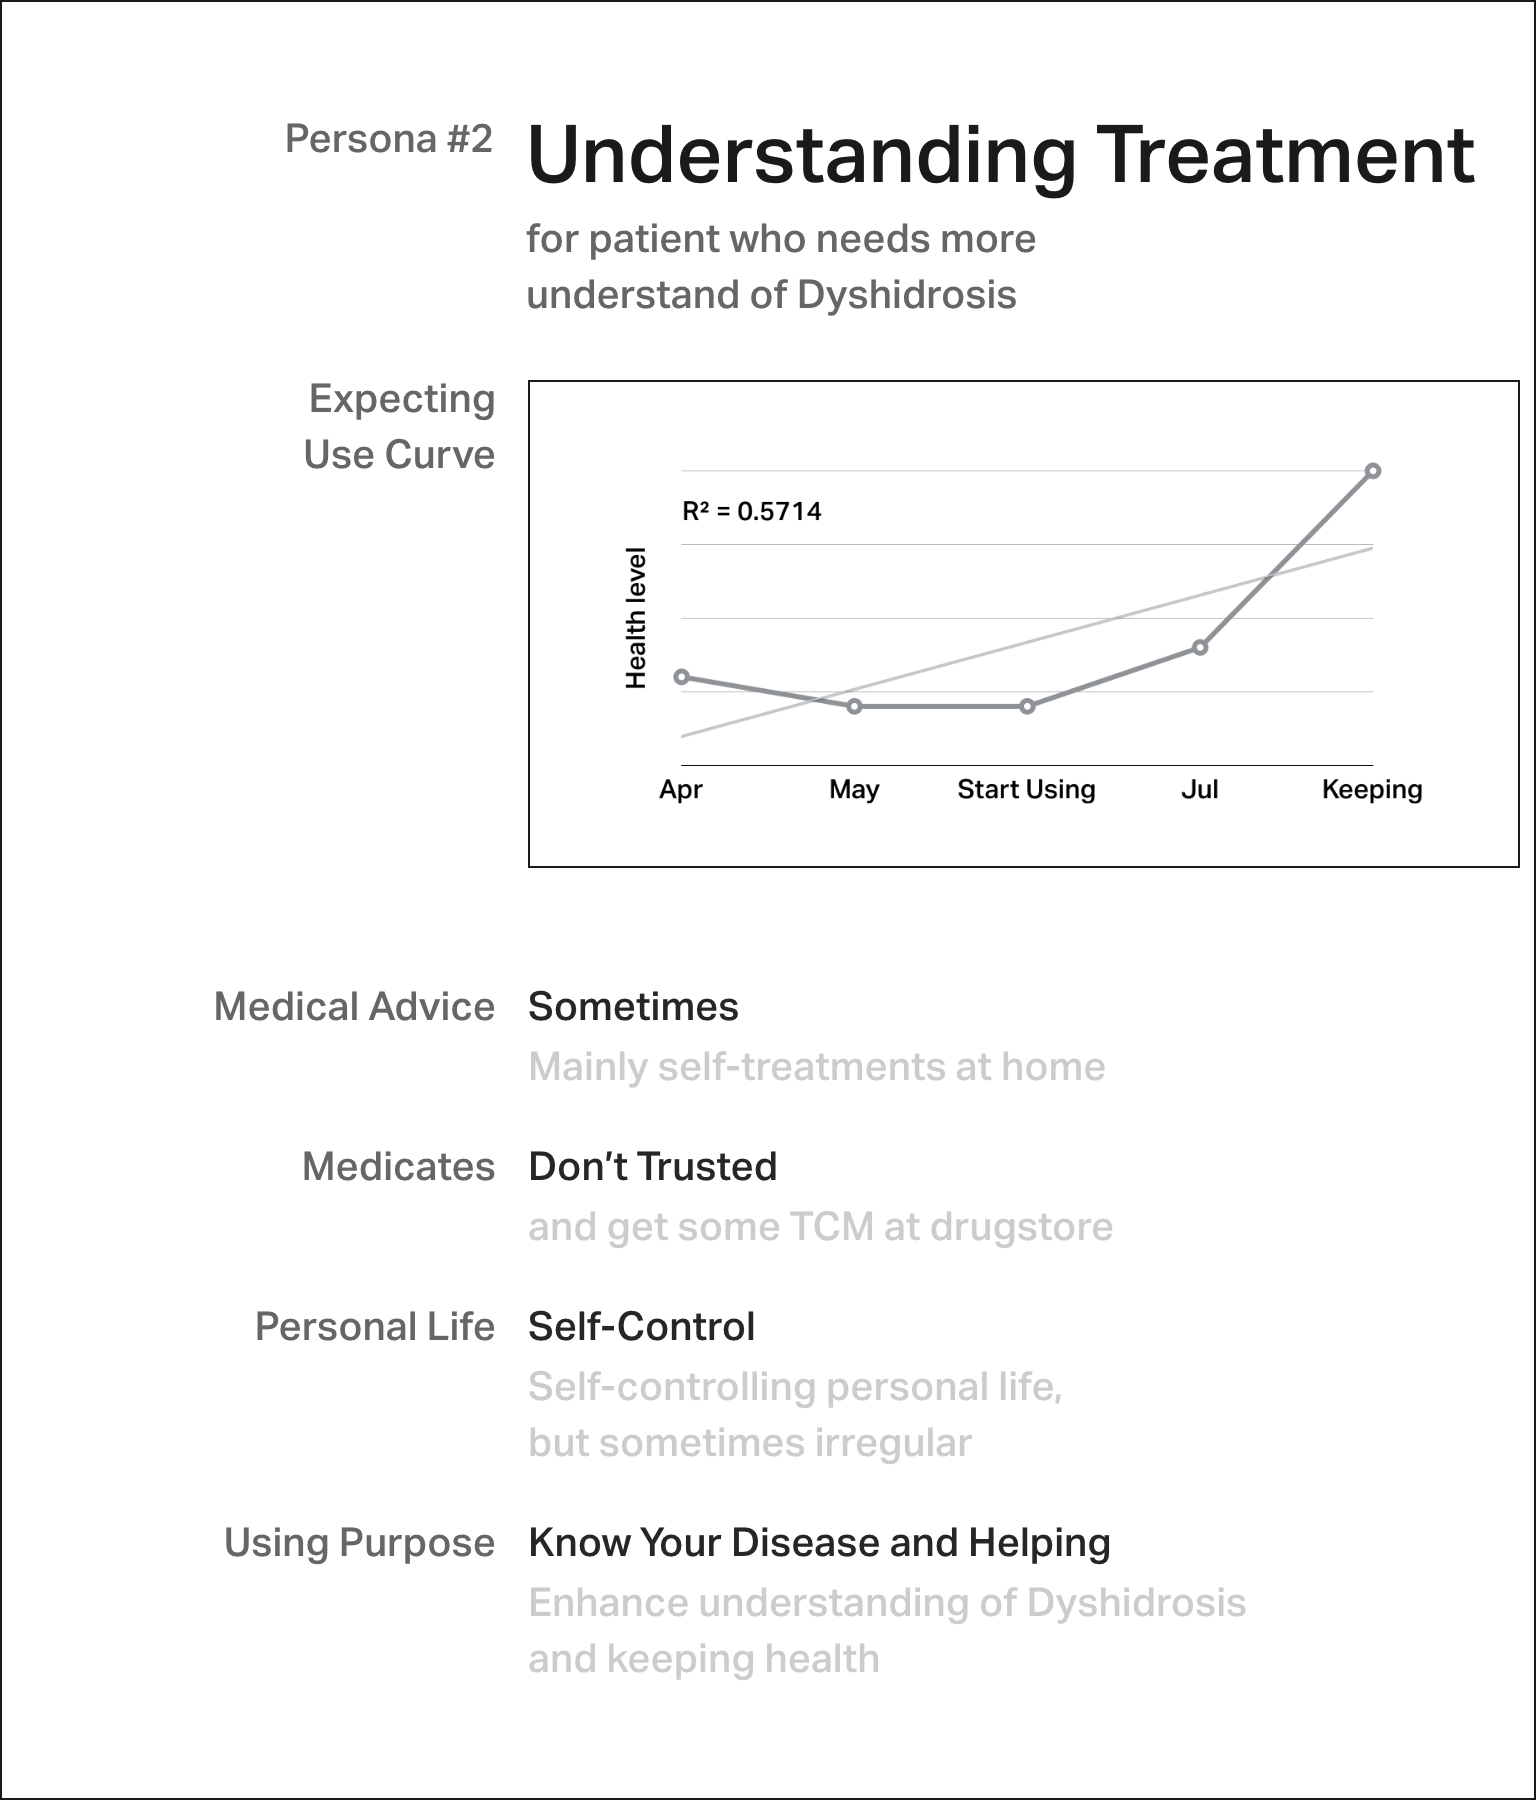 Persona #2
Understanding Treatment
for patient who needs more
understand of Dyshidrosis
Expecting
Use Curve
R² = 0.5714
Health level
Apr
May
Start Using
Jul
Keeping
Medical Advice
Sometimes
Mainly self-treatments at home
Medicates
Don’t Trusted
and get some TCM at drugstore
Personal Life
Self-Control
Self-controlling personal life,
but sometimes irregular
Using Purpose
Know Your Disease and Helping
Enhance understanding of Dyshidrosis
and keeping health